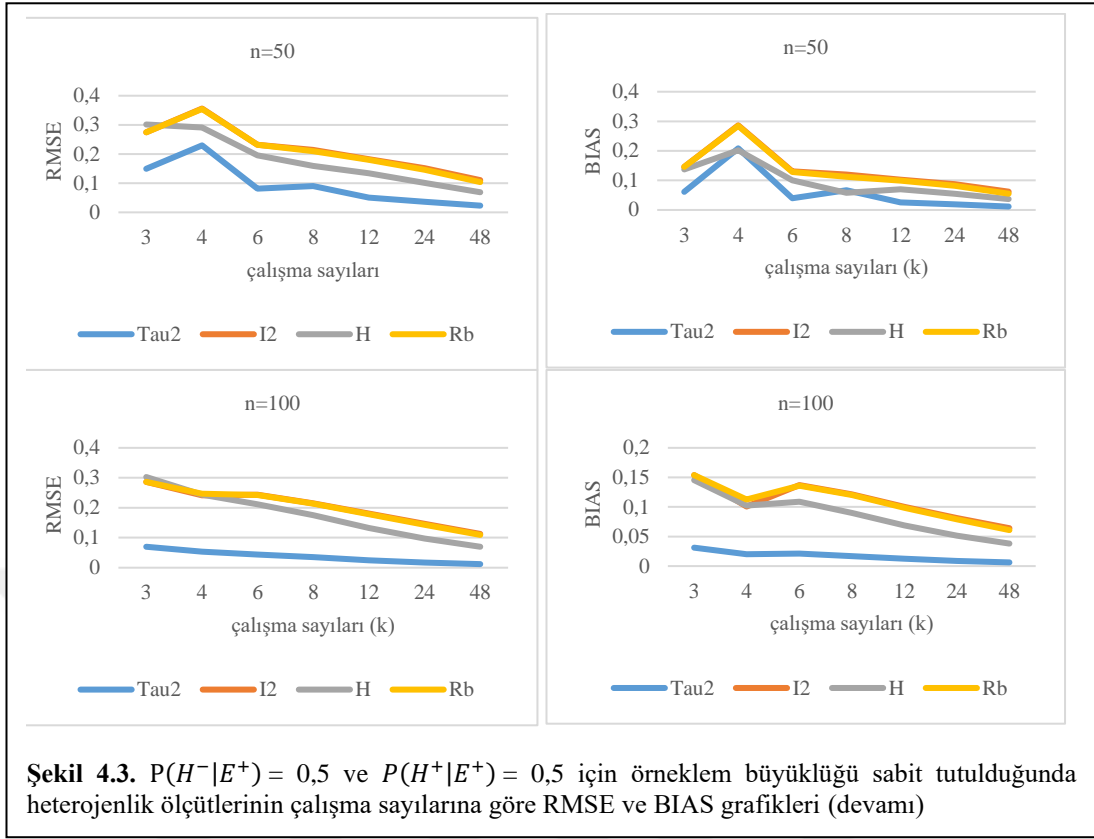 n=50
RMSE
0,4
0,3
0,2
0,1
0
3 4 6 8 12 24 48
çalışma sayıları
Tau2 I2 H Rb
n=50
BIAS
0,4
0,3
0,2
0,1
0
3 4 6 8 12 24 48
çalışma sayıları (k)
Tau2 I2 H Rb
n=100
RMSE
0,4
0,3
0,2
0,1
0
3 4 6 8 12 24 48
çalışma sayıları (k)
Tau2 I2 H Rb
n=100
BIAS
0,2
0,15
0,1
0,05
0
3 4 6 8 12 24 48
çalışma sayıları (k)
Tau2 I2 H Rb
Şekil 4.3. P(H⁻|E⁺) = 0,5 ve P(H⁺|E⁺) = 0,5 için örneklem büyüklüğü sabit tutulduğunda
heterojenlik ölçütlerinin çalışma sayılarına göre RMSE ve BIAS grafikleri (devamı)